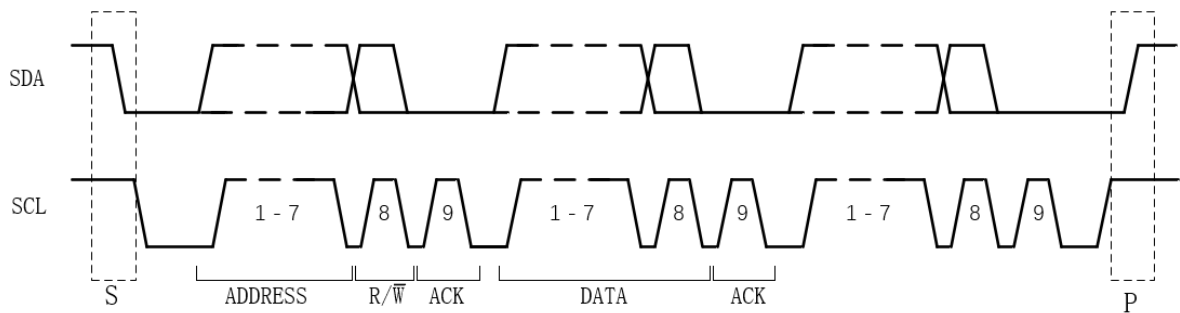 SDA
SCL 1-7 8 9 1-7 8 9 1-7 8 9
S ADDRESS R/W̅ ACK DATA ACK P